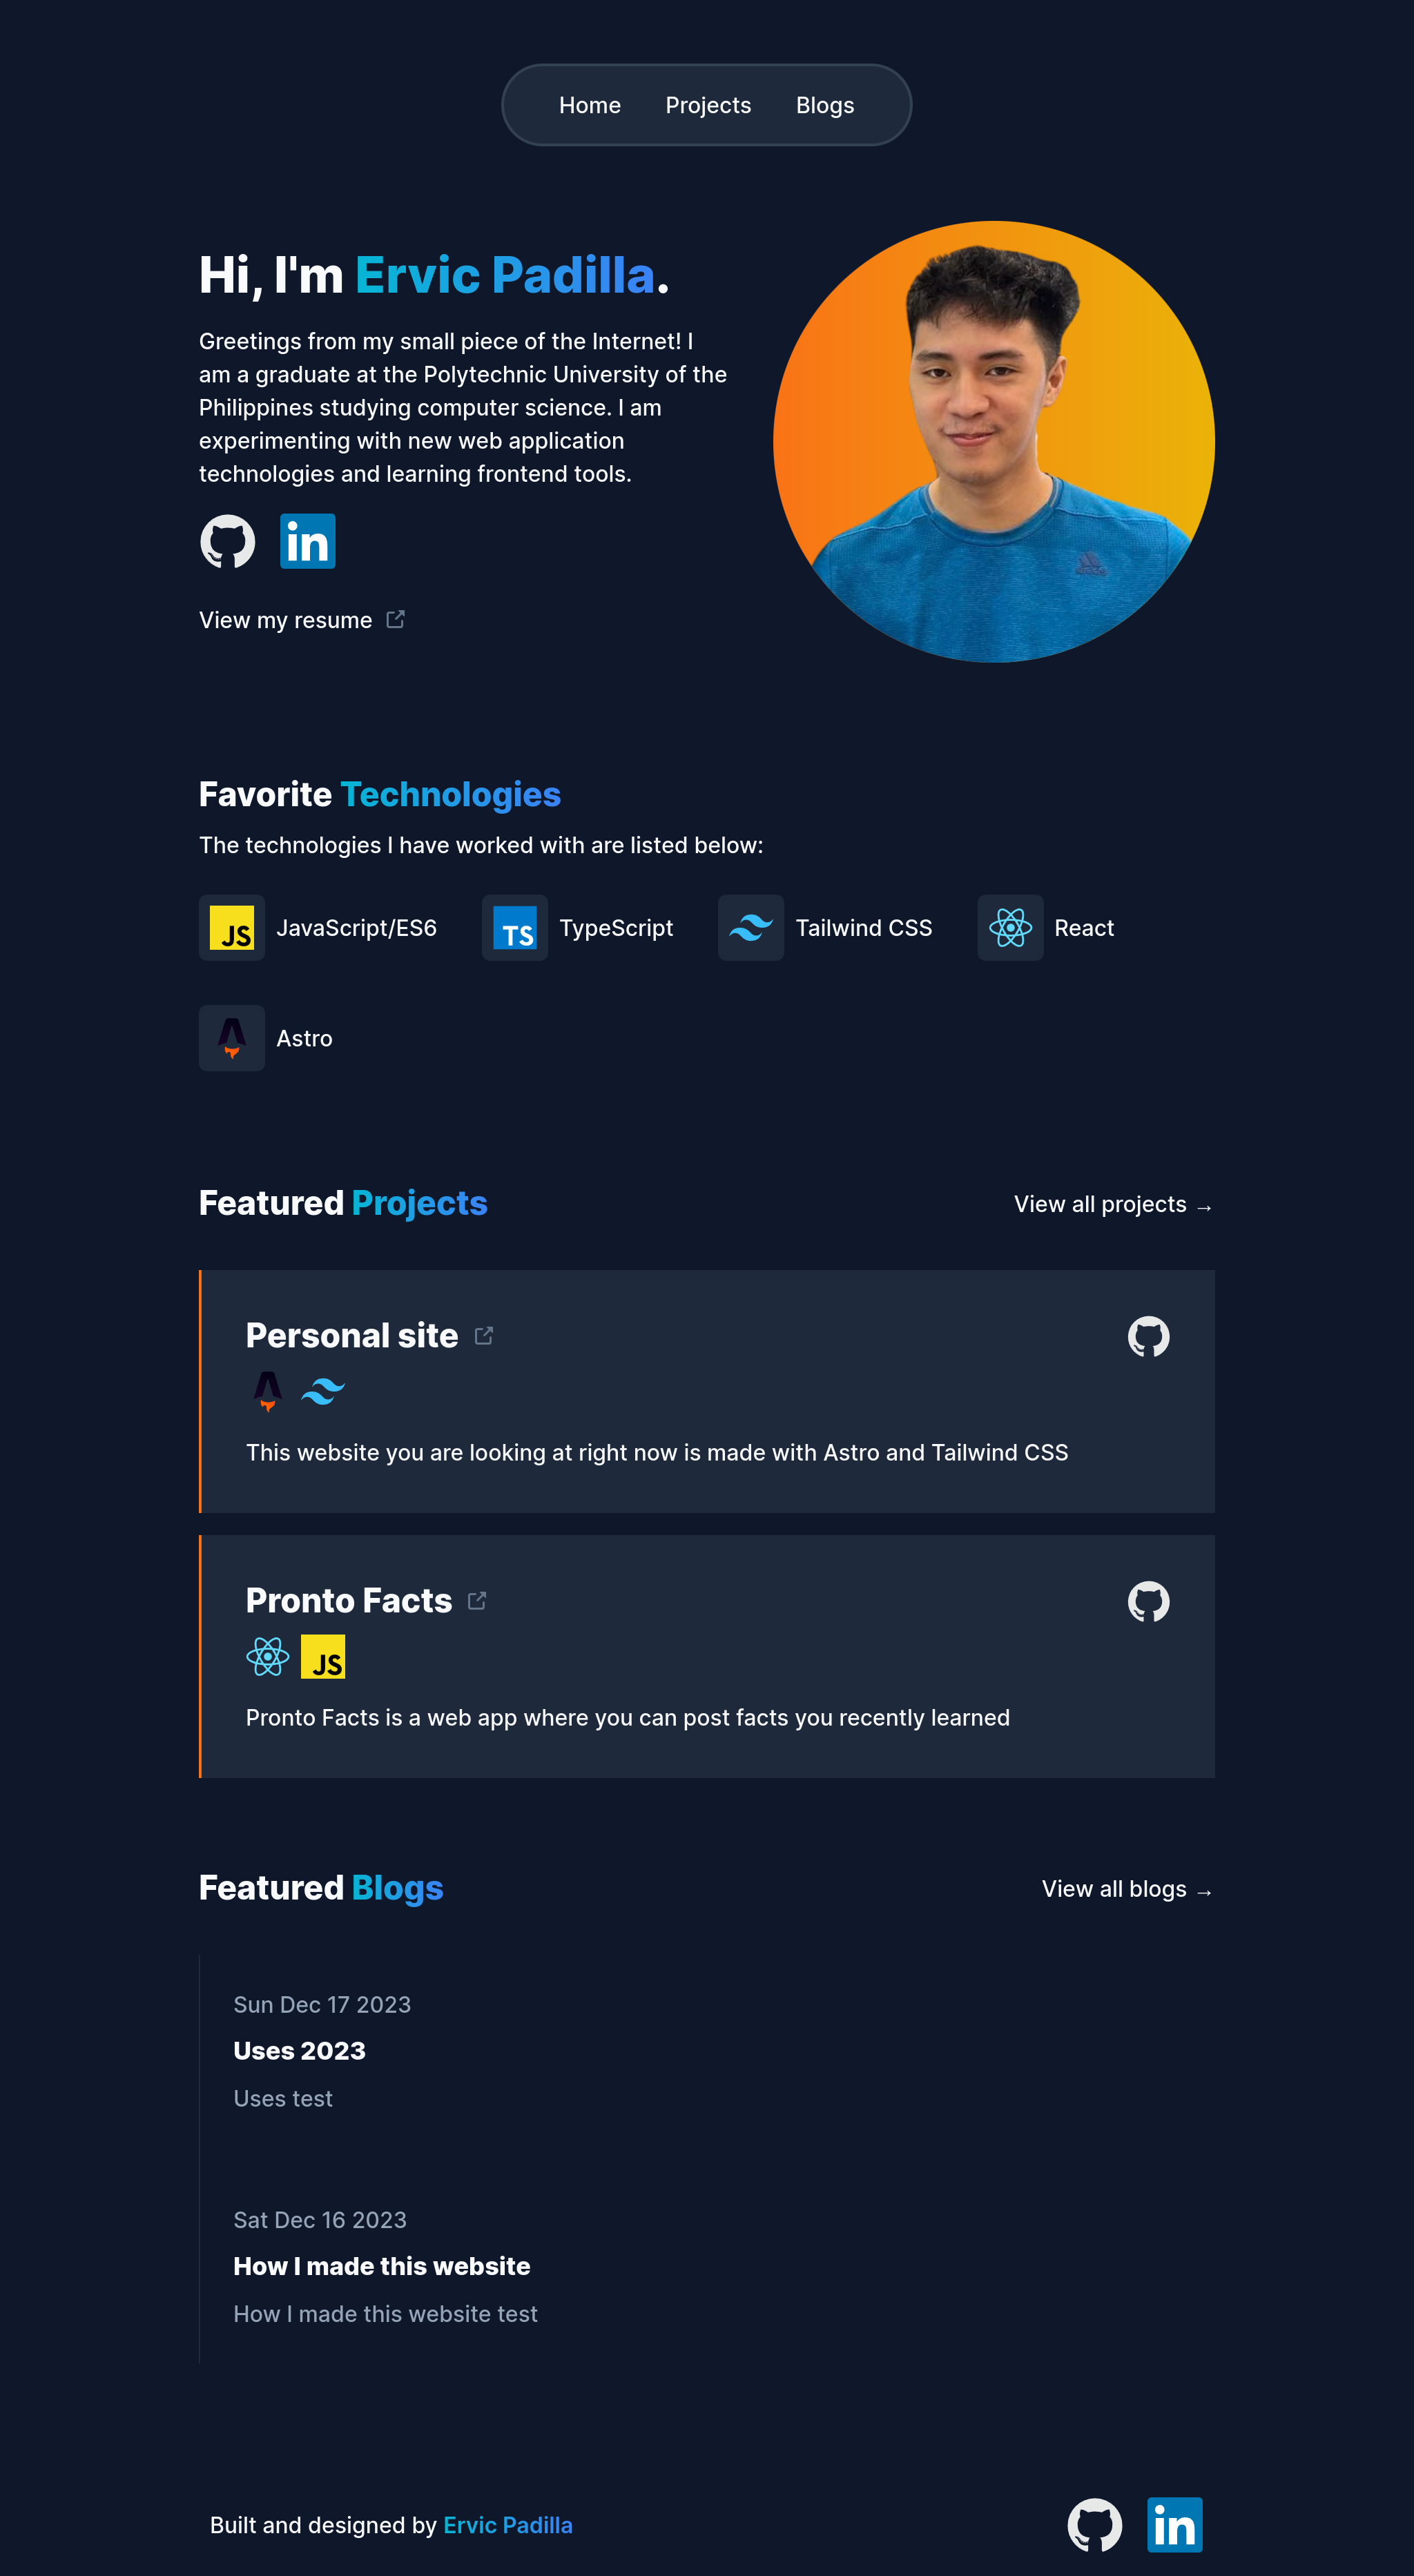 Home Projects Blogs
Hi, I'm Ervic Padilla.
Greetings from my small piece of the Internet! I
am a graduate at the Polytechnic University of the
Philippines studying computer science. I am
experimenting with new web application
technologies and learning frontend tools.
in
View my resume
Favorite Technologies
The technologies I have worked with are listed below:
JS JavaScript/ES6 TS TypeScript Tailwind CSS React
Astro
Featured Projects View all projects →
Personal site
This website you are looking at right now is made with Astro and Tailwind CSS
Pronto Facts
JS
Pronto Facts is a web app where you can post facts you recently learned
Featured Blogs View all blogs →
Sun Dec 17 2023
Uses 2023
Uses test
Sat Dec 16 2023
How I made this website
How I made this website test
Built and designed by Ervic Padilla in